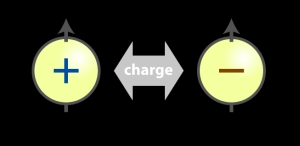 + charge −